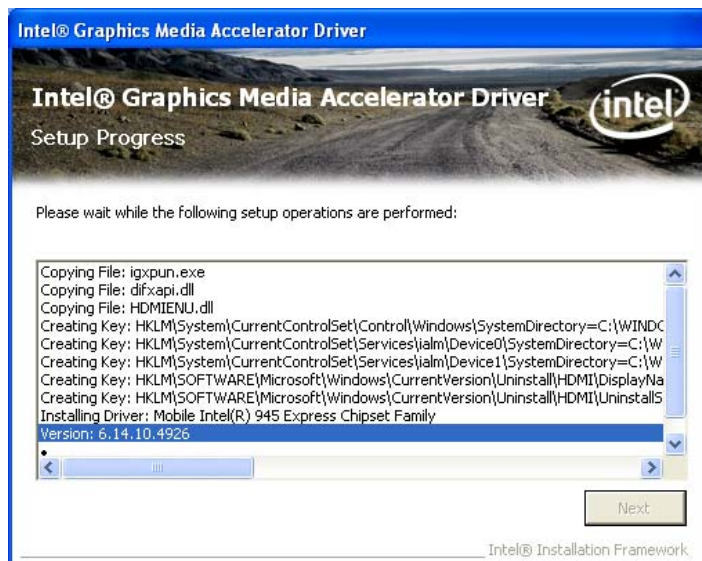 Intel® Graphics Media Accelerator Driver
Intel® Graphics Media Accelerator Driver
intel
Setup Progress
Please wait while the following setup operations are performed:
Copying File: igxpun.exe
Copying File: difxapi.dll
Copying File: HDMIENU.dll
Creating Key: HKLM\System\CurrentControlSet\Control\Windows\SystemDirectory=C:\WINDO
Creating Key: HKLM\System\CurrentControlSet\Services\ialm\Device0\SystemDirectory=C:\W
Creating Key: HKLM\System\CurrentControlSet\Services\ialm\Device1\SystemDirectory=C:\W
Creating Key: HKLM\SOFTWARE\Microsoft\Windows\CurrentVersion\Uninstall\HDMI\DisplayNa
Creating Key: HKLM\SOFTWARE\Microsoft\Windows\CurrentVersion\Uninstall\HDMI\UninstallS
Installing Driver: Mobile Intel(R) 945 Express Chipset Family
Version: 6.14.10.4926
•
Next
Intel® Installation Framework